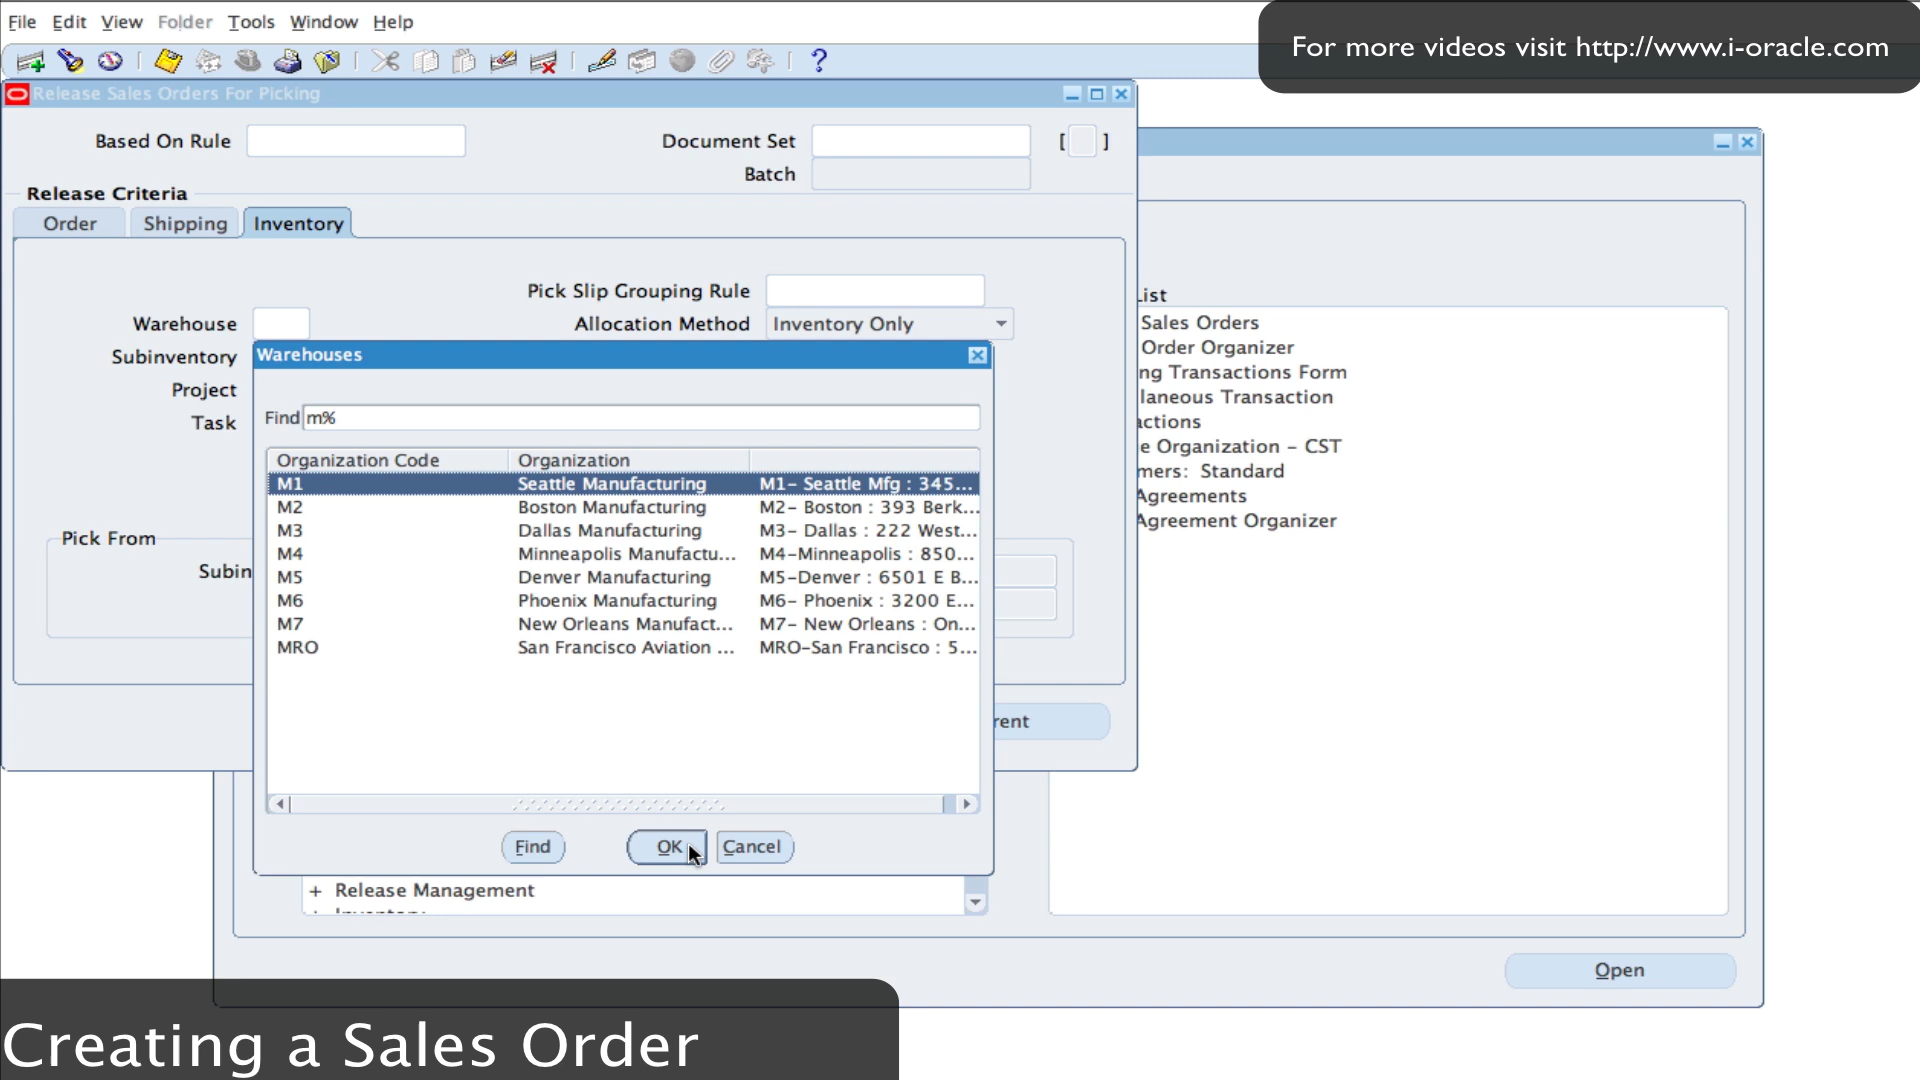 File Edit View Folder Tools Window Help
For more videos visit http://www.i-oracle.com
Release Sales Orders For Picking
Based On Rule
Document Set
[ ]
Batch
Release Criteria
Order Shipping Inventory
Pick Slip Grouping Rule
Warehouse
Allocation Method Inventory Only
Subinventory
Project
Task
Pick From
Subin
rent
Warehouses
Find m%
Organization Code Organization
M1 Seattle Manufacturing M1- Seattle Mfg : 345...
M2 Boston Manufacturing M2- Boston : 393 Berk...
M3 Dallas Manufacturing M3- Dallas : 222 West...
M4 Minneapolis Manufactu... M4-Minneapolis : 850...
M5 Denver Manufacturing M5-Denver : 6501 E B...
M6 Phoenix Manufacturing M6- Phoenix : 3200 E...
M7 New Orleans Manufact... M7- New Orleans : On...
MRO San Francisco Aviation ... MRO-San Francisco : 5...
Find OK Cancel
List
Sales Orders
Order Organizer
ng Transactions Form
laneous Transaction
actions
e Organization - CST
mers: Standard
Agreements
Agreement Organizer
+ Release Management
Open
Creating a Sales Order